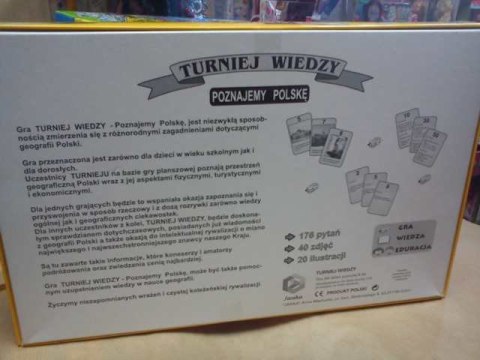 TURNIEJ WIEDZY
POZNAJEMY POLSKĘ
Gra TURNIEJ WIEDZY - Poznajemy Polskę, jest niezwykłą sposob-
nością zmierzenia się z różnorodnymi zagadnieniami dotyczącymi
geografii Polski.
Gra przeznaczona jest zarówno dla dzieci w wieku szkolnym jak i
dla dorosłych.
Uczestnicy TURNIEJU na bazie gry planszowej poznają przestrzeń
geograficzną Polski wraz z jej aspektami fizycznymi, turystycznymi
i ekonomicznymi.
Dla jednych grających będzie to wspaniała okazja zapoznania się i
przyswojenia w sposób rzeczowy i z dozą rozrywki zarówno wiedzy
ogólnej jak i geograficznych ciekawostek.
Dla innych uczestników z kolei, TURNIEJ WIEDZY, będzie doskona-
łym sprawdzianem dotychczasowych, posiadanych już wiadomości
z geografii Polski a także okazją do intelektualnej rywalizacji o miano
największego i najwszechstronniejszego znawcy naszego Kraju.
Są zawarte takie informacje, które konesserzy i amatorzy
podróżowania oraz zwiedzania cenią najbardziej.
Gra TURNIEJ WIEDZY - Poznajemy Polskę, może być także pomoc-
nym uzupełnieniem wiedzy w nauce geografii.
Życzymy niezapomnianych wrażeń i czystej koleżeńskiej rywalizacji.
10
30
50
176 pytań
40 zdjęć
20 ilustracji
GRA
WIEDZA
EDUKACJA
TURNIEJ WIEDZY
PRODUKT POLSKI